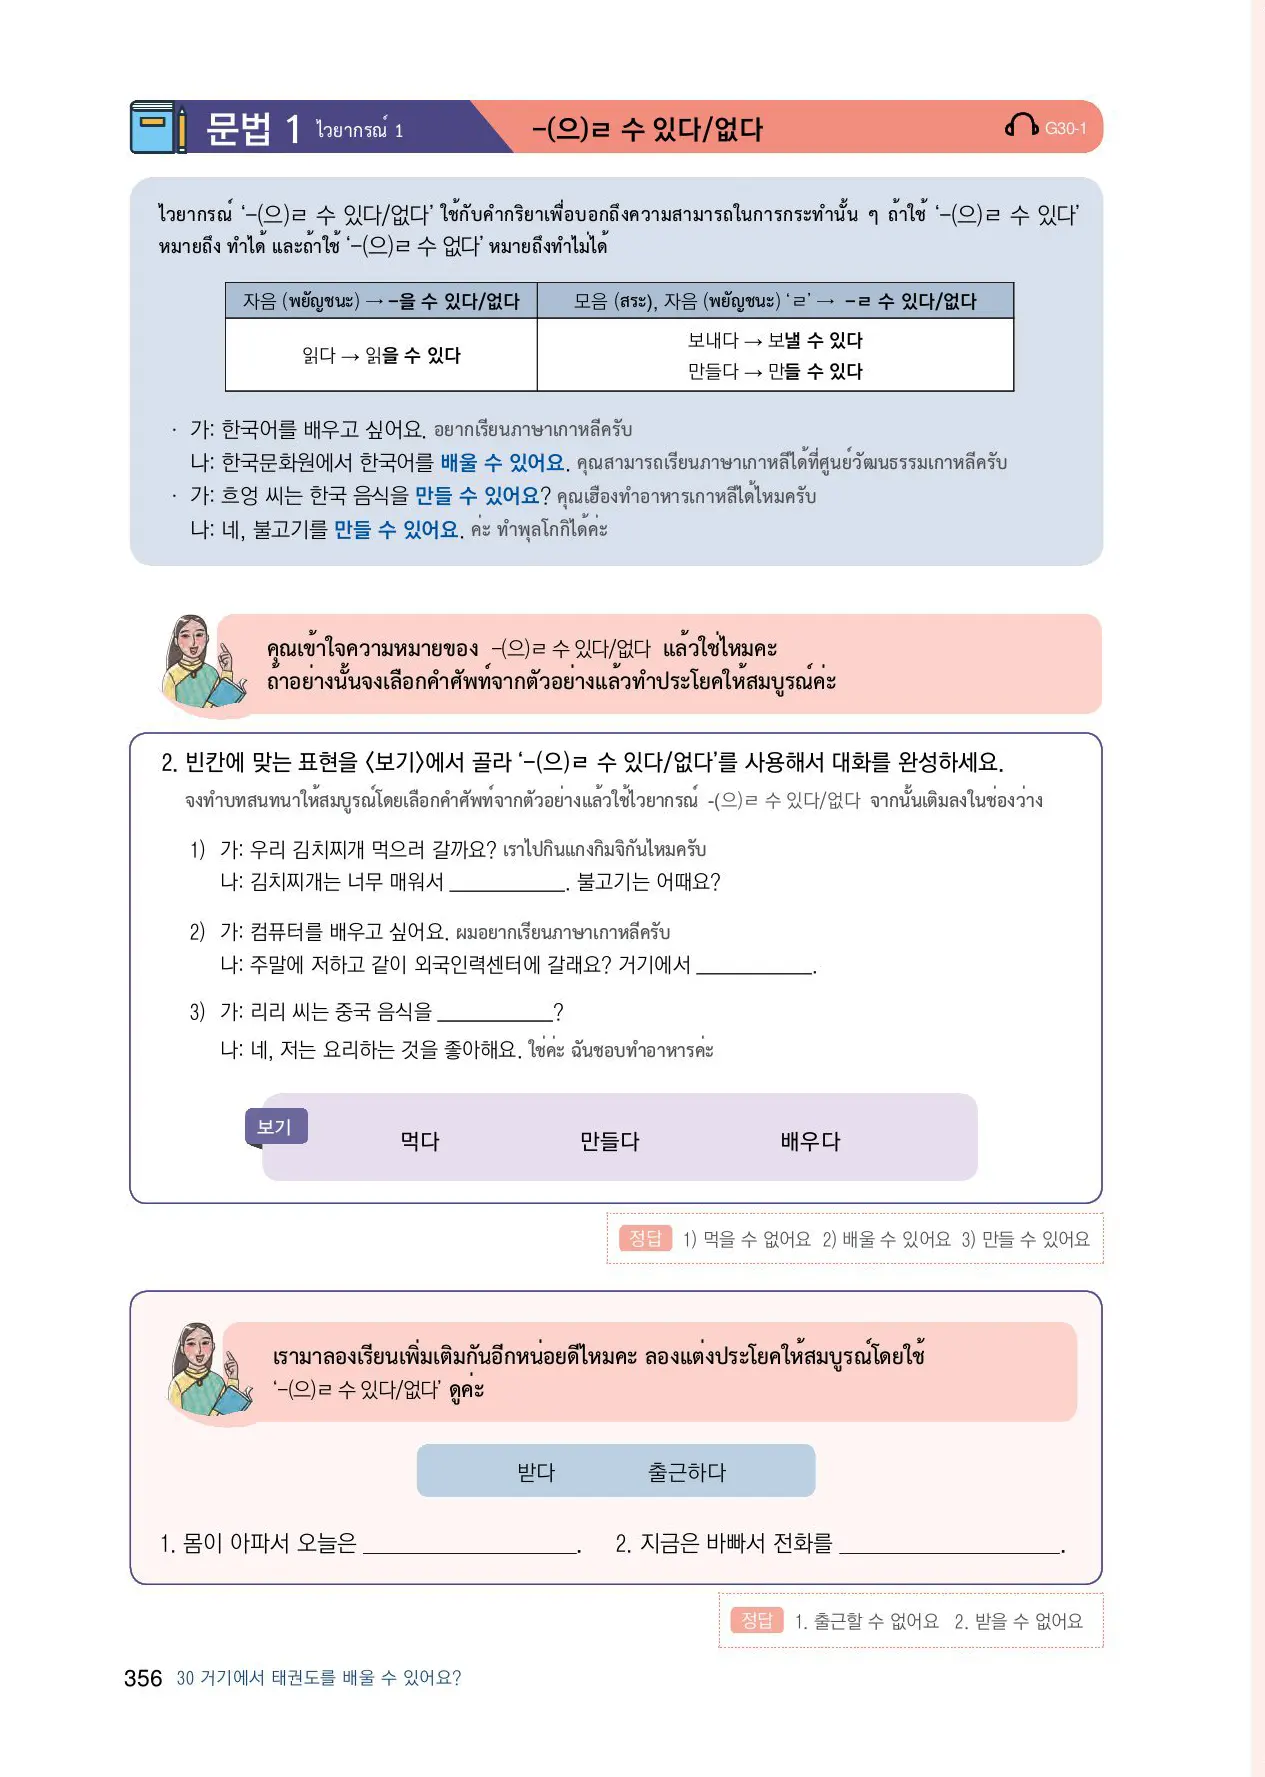 문법 1 ไวยากรณ์ 1 -(으)ㄹ 수 있다/없다 G30-1
ไวยากรณ์ ‘-(으)ㄹ 수 있다/없다’ ใช้กับคำกริยาเพื่อบอกถึงความสามารถในการกระทำนั้น ๆ ถ้าใช้ ‘-(으)ㄹ 수 있다’
หมายถึง ทำได้ และถ้าใช้ ‘-(으)ㄹ 수 없다’ หมายถึงทำไม่ได้
자음 (พยัญชนะ) → -을 수 있다/없다 모음 (สระ), 자음 (พยัญชนะ) ‘ㄹ’ → -ㄹ 수 있다/없다
읽다 → 읽을 수 있다
보내다 → 보낼 수 있다
만들다 → 만들 수 있다
· 가: 한국어를 배우고 싶어요. อยากเรียนภาษาเกาหลีครับ
나: 한국문화원에서 한국어를 배울 수 있어요. คุณสามารถเรียนภาษาเกาหลีได้ที่ศูนย์วัฒนธรรมเกาหลีครับ
· 가: 흐엉 씨는 한국 음식을 만들 수 있어요? คุณเฮืองทำอาหารเกาหลีได้ไหมครับ
나: 네, 불고기를 만들 수 있어요. ค่ะ ทำพุลโกกิได้ค่ะ
คุณเข้าใจความหมายของ -(으)ㄹ 수 있다/없다 แล้วใช่ไหมคะ
ถ้าอย่างนั้นจงเลือกคำศัพท์จากตัวอย่างแล้วทำประโยคให้สมบูรณ์ค่ะ
2. 빈칸에 맞는 표현을 〈보기〉에서 골라 ‘-(으)ㄹ 수 있다/없다’를 사용해서 대화를 완성하세요.
จงทำบทสนทนาให้สมบูรณ์โดยเลือกคำศัพท์จากตัวอย่างแล้วใช้ไวยากรณ์ -(으)ㄹ 수 있다/없다 จากนั้นเติมลงในช่องว่าง
1) 가: 우리 김치찌개 먹으러 갈까요? เราไปกินแกงกิมจิกันไหมครับ
나: 김치찌개는 너무 매워서 ___________. 불고기는 어때요?
2) 가: 컴퓨터를 배우고 싶어요. ผมอยากเรียนภาษาเกาหลีครับ
나: 주말에 저하고 같이 외국인력센터에 갈래요? 거기에서 ___________.
3) 가: 리리 씨는 중국 음식을 ___________?
나: 네, 저는 요리하는 것을 좋아해요. ใช่ค่ะ ฉันชอบทำอาหารค่ะ
보기
먹다 만들다 배우다
정답 1) 먹을 수 없어요 2) 배울 수 있어요 3) 만들 수 있어요
เรามาลองเรียนเพิ่มเติมกันอีกหน่อยดีไหมคะ ลองแต่งประโยคให้สมบูรณ์โดยใช้
‘-(으)ㄹ 수 있다/없다’ ดูค่ะ
받다 출근하다
1. 몸이 아파서 오늘은 ____________________. 2. 지금은 바빠서 전화를 ____________________.
정답 1. 출근할 수 없어요 2. 받을 수 없어요
356 30 거기에서 태권도를 배울 수 있어요?